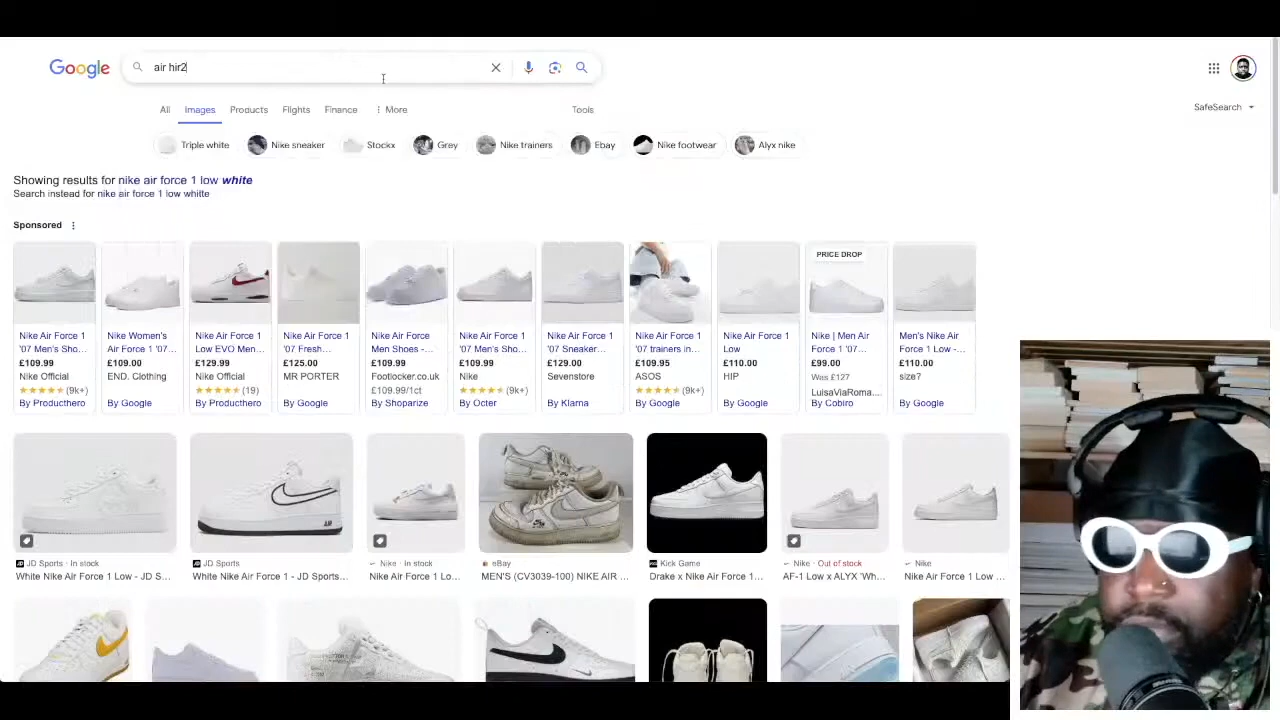 Google
air hir2
All Images Products Flights Finance More Tools
SafeSearch
Triple white Nike sneaker Stockx Grey Nike trainers Ebay Nike footwear Alyx nike
Showing results for nike air force 1 low white
Search instead for nike air force 1 low whitte
Sponsored
PRICE DROP
Nike Air Force 1 Nike Women's Nike Air Force 1 Nike Air Force 1 Nike Air Force Nike Air Force 1 Nike Air Force 1 Nike Air Force 1 Nike Air Force 1 Nike | Men Air Men's Nike Air
'07 Men's Sho... Air Force 1 '07... Low EVO Men... '07 Fresh... Men Shoes -... '07 Men's Sho... '07 Sneaker... '07 trainers in... Low Force 1 '07... Force 1 Low -...
£109.99 £109.00 £129.99 £125.00 £109.99 £109.99 £129.00 £109.95 £110.00 £99.00 £110.00
Nike Official END. Clothing Nike Official MR PORTER Footlocker.co.uk Nike Sevenstore ASOS HIP Was £127 size?
(9k+) (19) £109.99/1ct (9k+) (9k+) LuisaViaRoma....
By Producthero By Google By Producthero By Google By Shoparize By Octer By Klarna By Google By Google By Cobiro By Google
JD Sports · In stock JD Sports Nike · In stock eBay Kick Game Nike · Out of stock Nike
White Nike Air Force 1 Low - JD S... White Nike Air Force 1 - JD Sports... Nike Air Force 1 Lo... MEN'S (CV3039-100) NIKE AIR ... Drake x Nike Air Force 1... AF-1 Low x ALYX 'Wh... Nike Air Force 1 Low ...